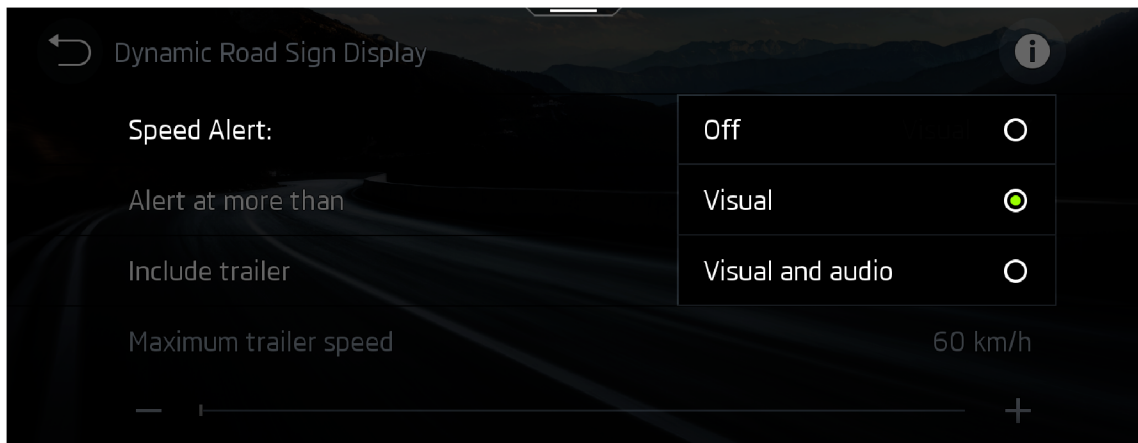 Dynamic Road Sign Display
Speed Alert:
Off
Alert at more than
Visual
Include trailer
Visual and audio
Maximum trailer speed
60 km/h